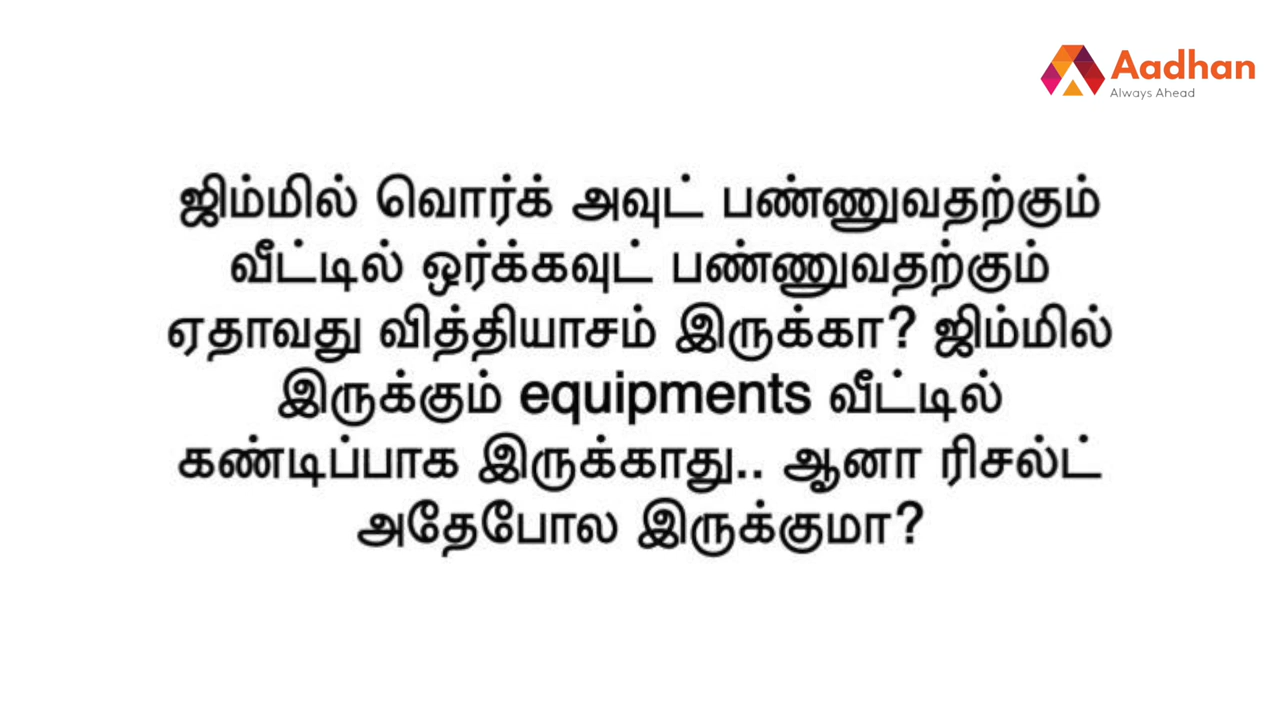 Aadhan
Always Ahead
ஜிம்மில் வொர்க் அவுட் பண்ணுவதற்கும்
வீட்டில் ஒர்க்கவுட் பண்ணுவதற்கும்
ஏதாவது வித்தியாசம் இருக்கா? ஜிம்மில்
இருக்கும் equipments வீட்டில்
கண்டிப்பாக இருக்காது.. ஆனா ரிசல்ட்
அதேபோல இருக்குமா?